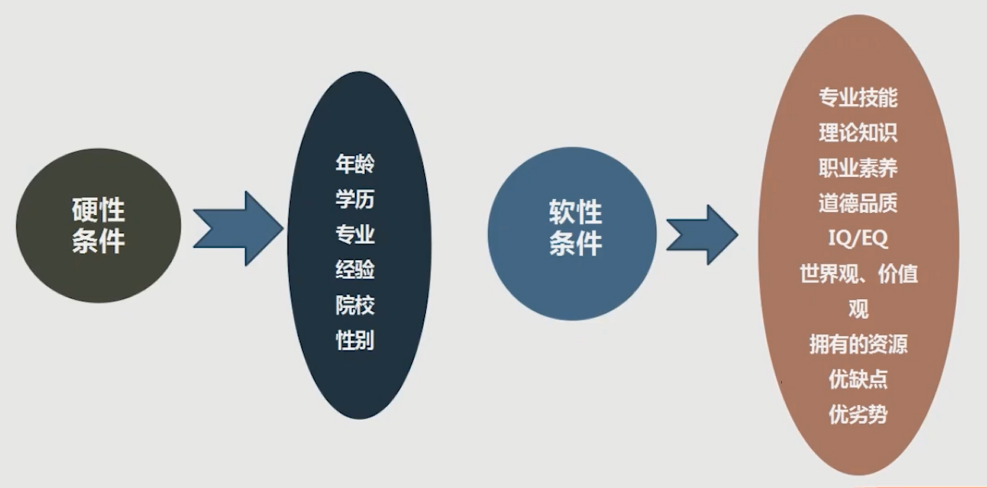 硬性
条件
年龄
学历
专业
经验
院校
性别
软性
条件
专业技能
理论知识
职业素养
道德品质
IQ/EQ
世界观、价值
观
拥有的资源
优缺点
优劣势